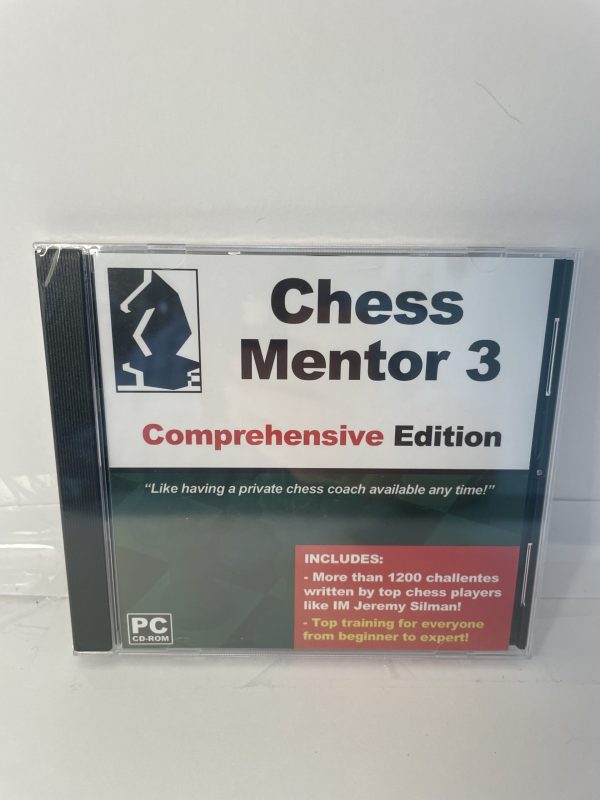 Chess
Mentor 3
Comprehensive Edition
“Like having a private chess coach available any time!”
INCLUDES:
- More than 1200 challentes
written by top chess players
like IM Jeremy Silman!
- Top training for everyone
from beginner to expert!
PC
CD-ROM